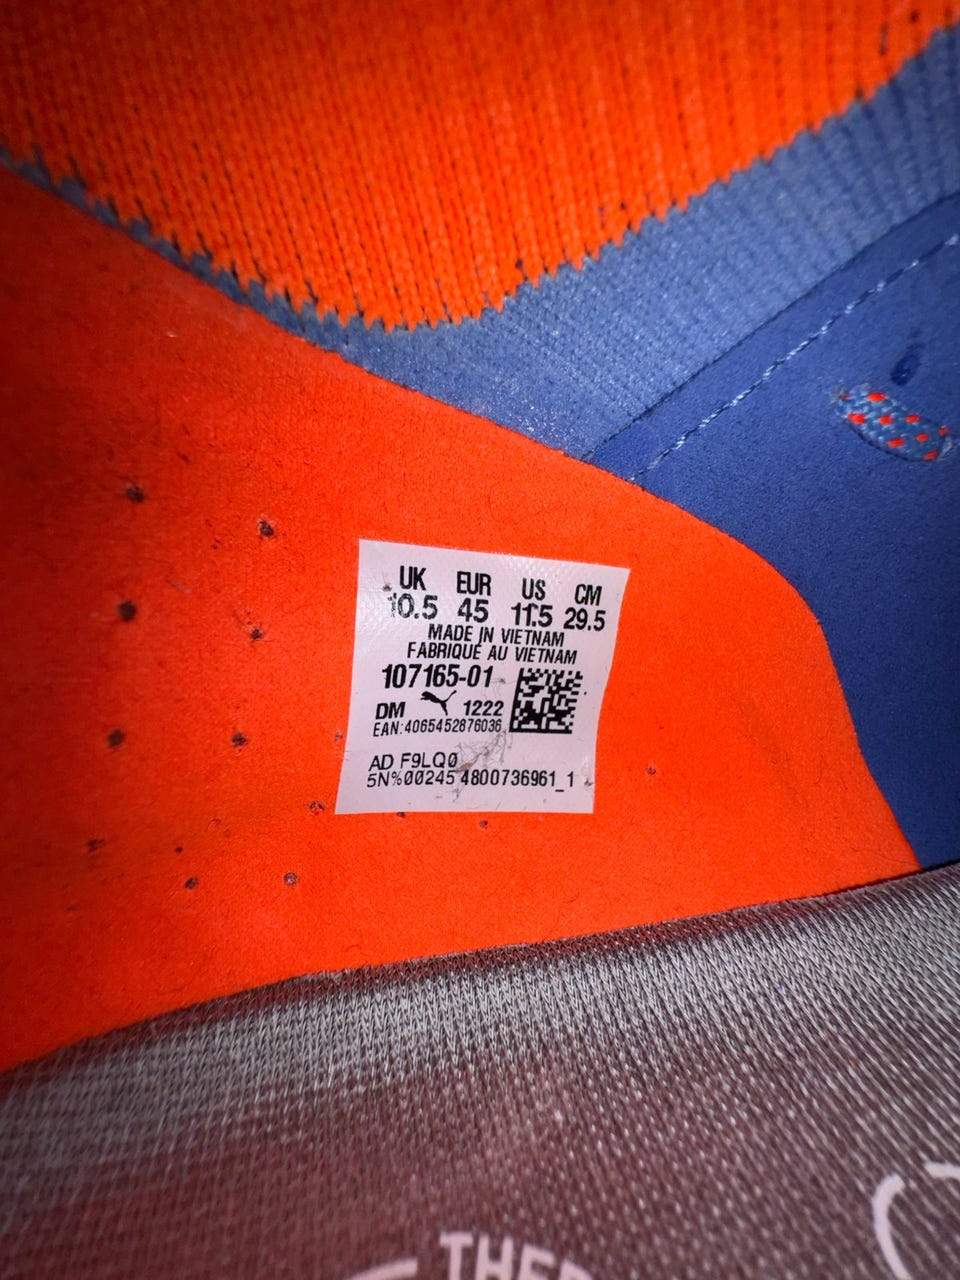 UK EUR US CM
10.5 45 11.5 29.5
MADE IN VIETNAM
FABRIQUÉ AU VIETNAM
107165-01
DM 1222
EAN:4065452876036
AD F9LQ0
5N%00245 4800736961_1